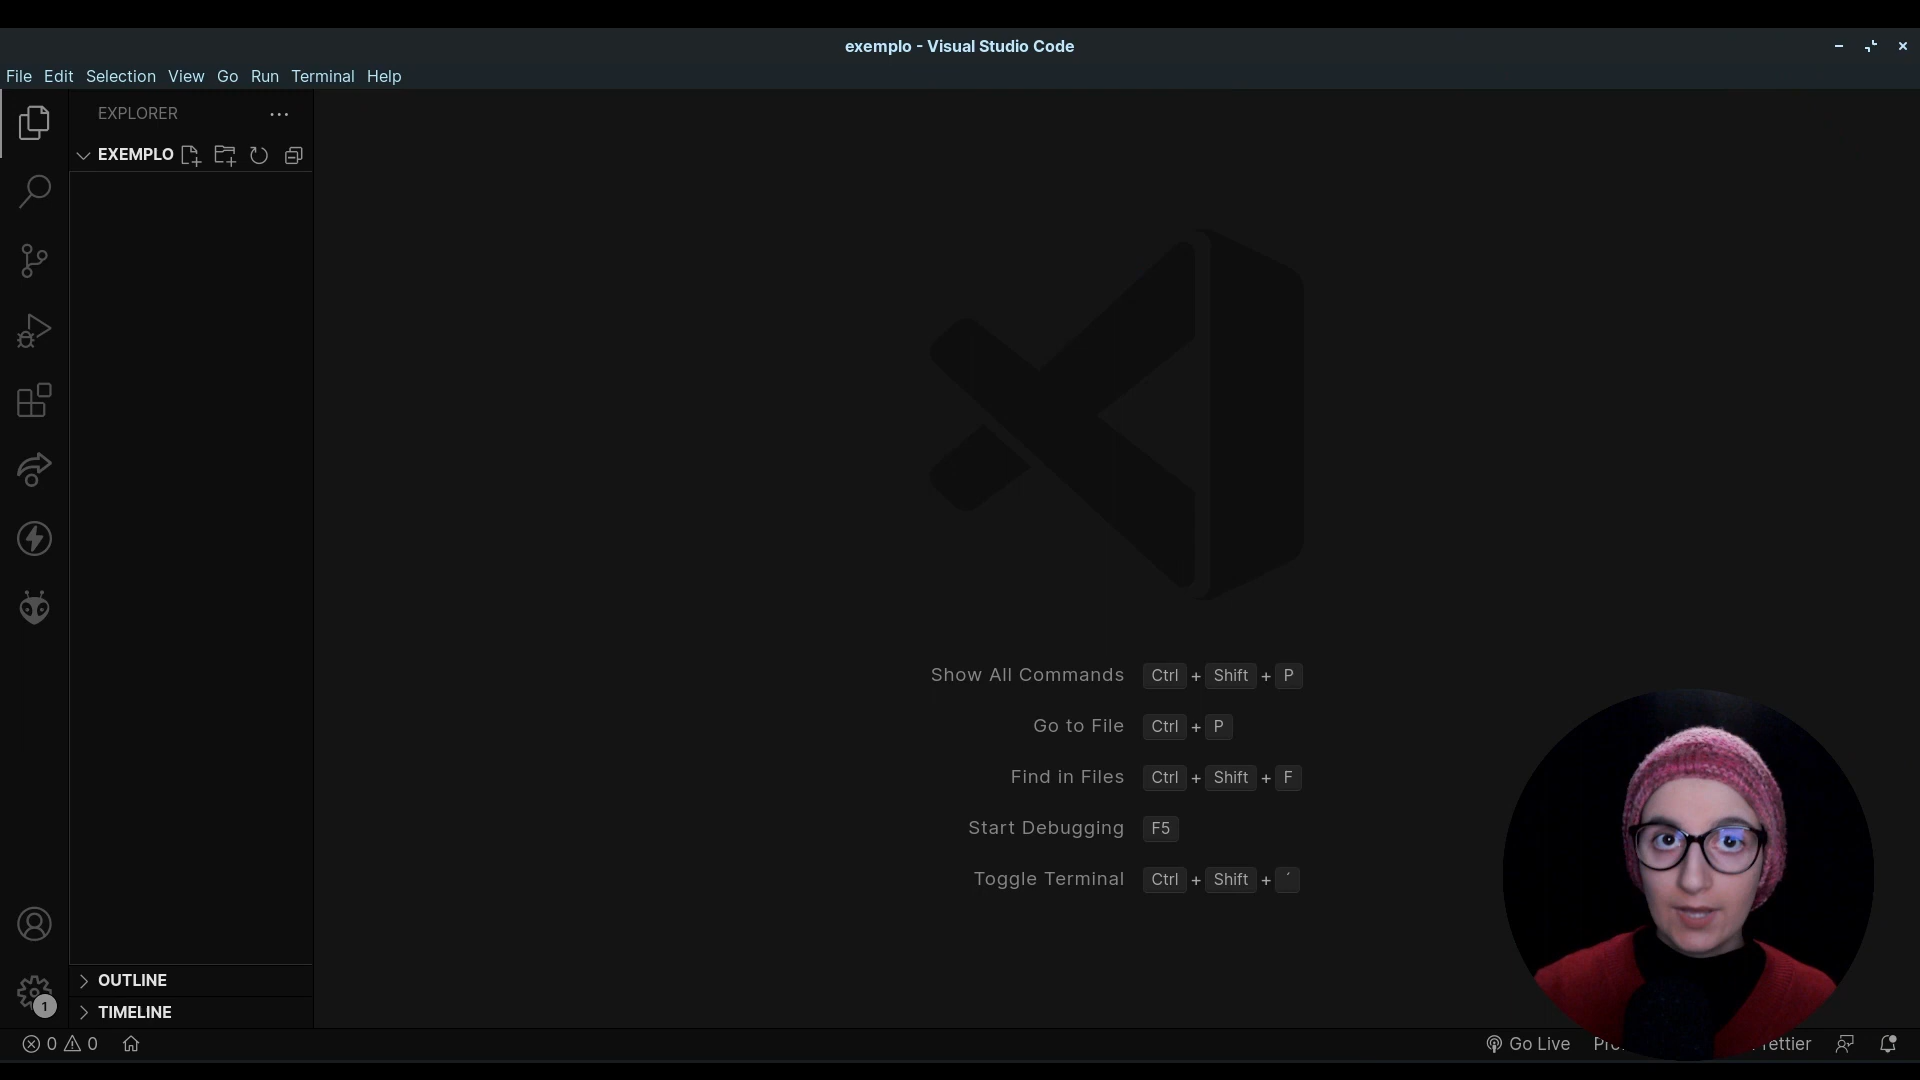 exemplo - Visual Studio Code
File Edit Selection View Go Run Terminal Help
EXPLORER
EXEMPLO
Show All Commands Ctrl + Shift + P
Go to File Ctrl + P
Find in Files Ctrl + Shift + F
Start Debugging F5
Toggle Terminal Ctrl + Shift + ´
OUTLINE
TIMELINE
1
0 0 Go Live